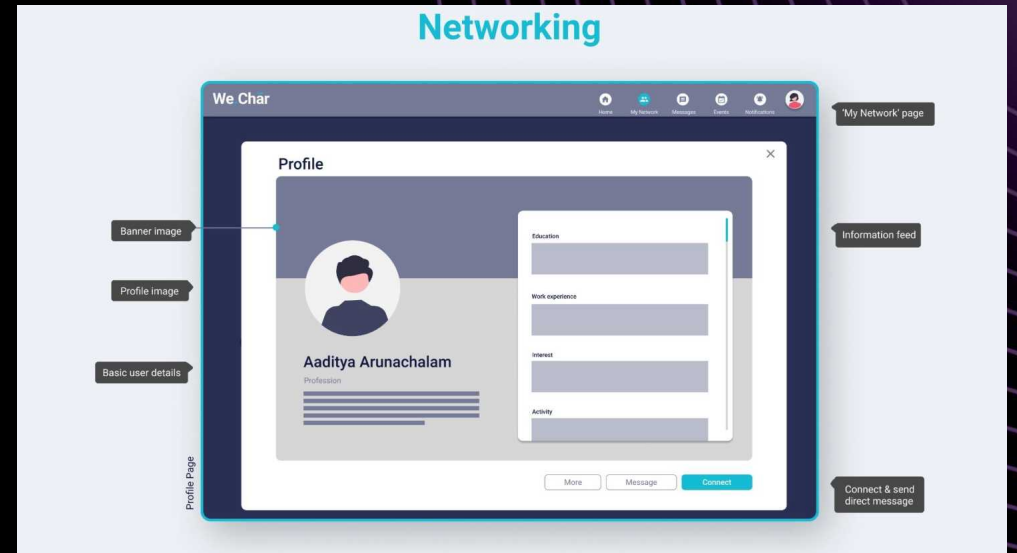 Networking
We Char
Home
My Network
Messages
Events
Notifications
'My Network' page
Profile
Banner image
Education
Information feed
Profile image
Work experience
Interest
Basic user details
Aaditya Arunachalam
Profession
Activity
Profile Page
More
Message
Connect
Connect & send
direct message